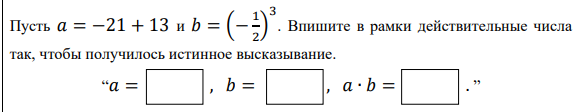 Пусть a = −21 + 13 и b = (−1/2)^3. Впишите в рамки действительные числа
так, чтобы получилось истинное высказывание.
“a = , b = , a · b = .”